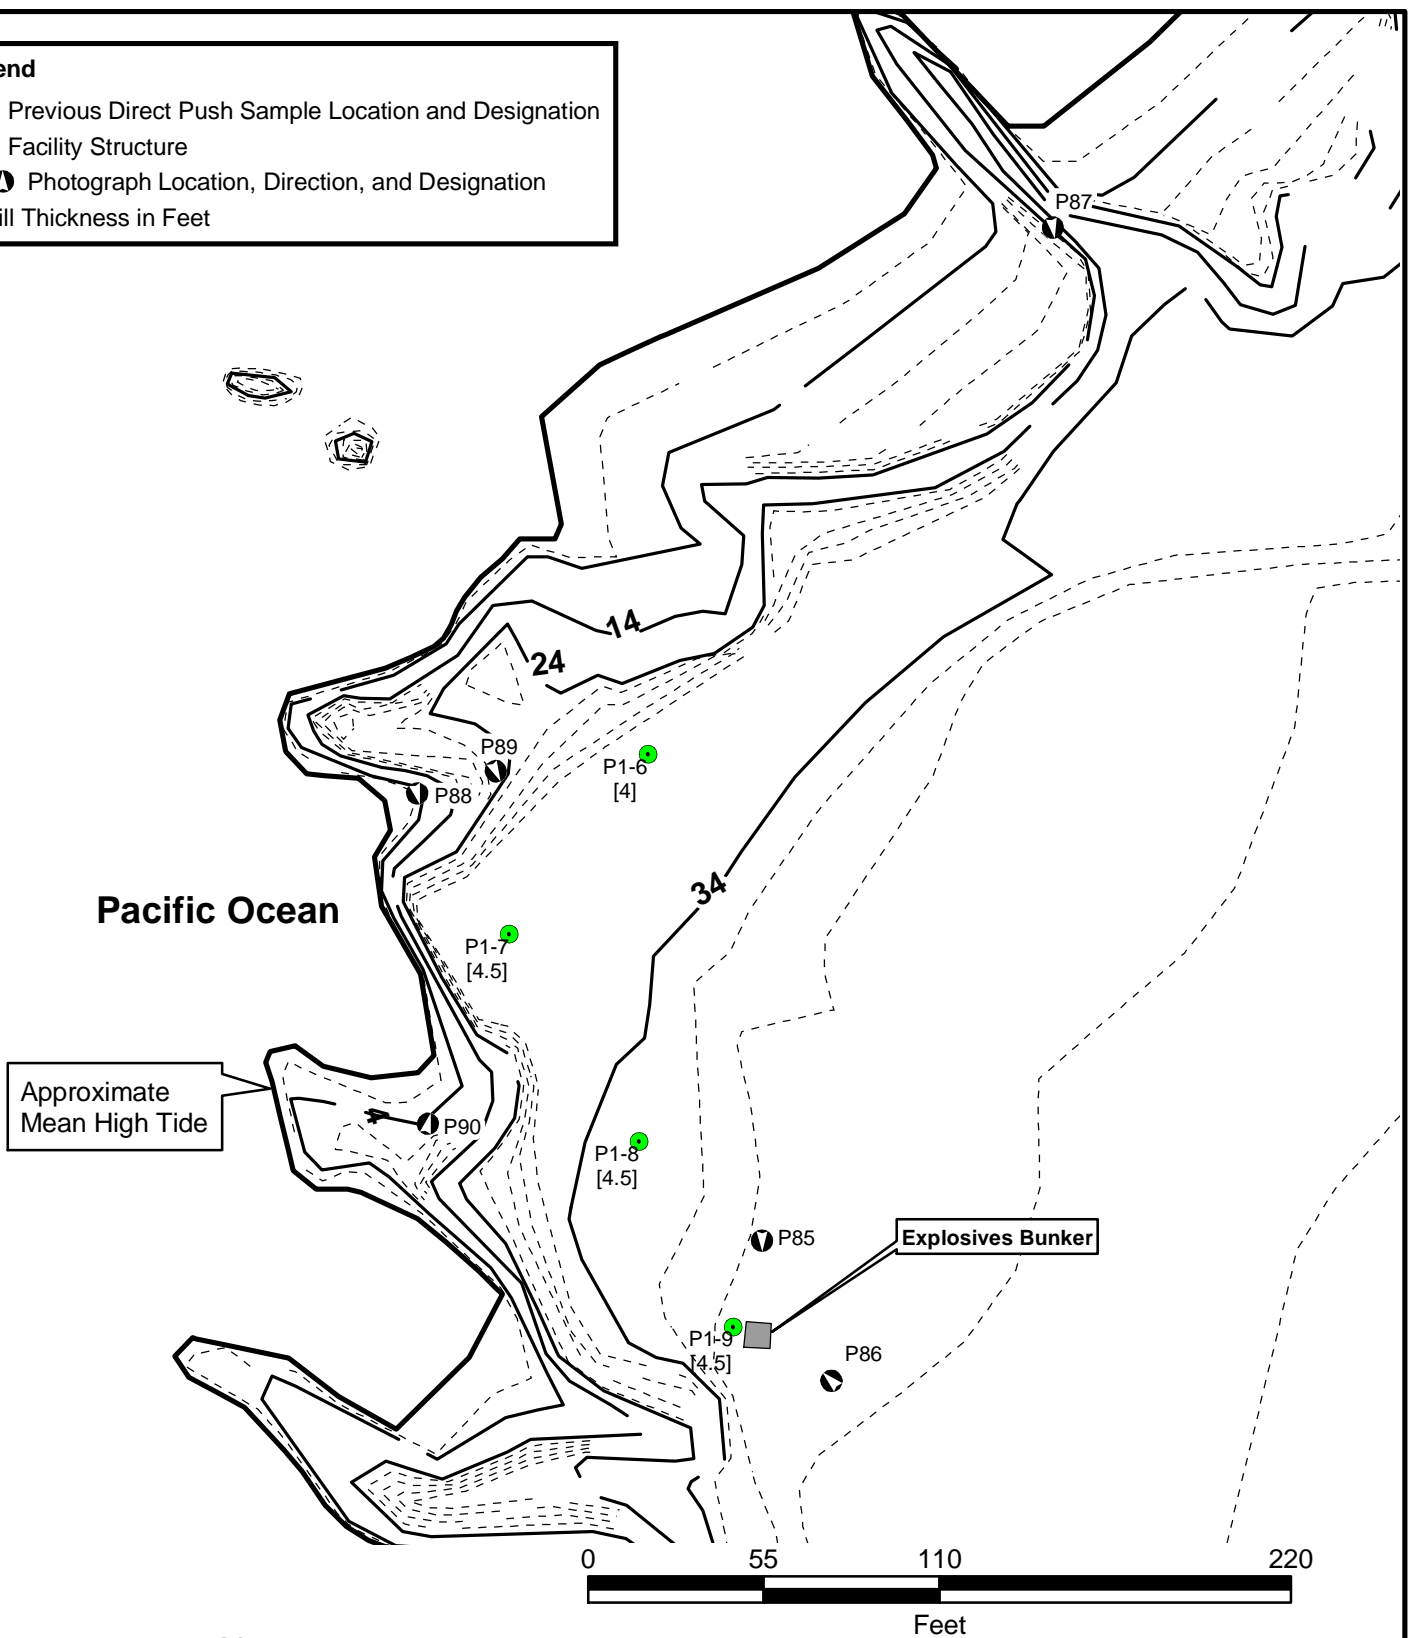 end
Previous Direct Push Sample Location and Designation
Facility Structure
Photograph Location, Direction, and Designation
ill Thickness in Feet
P87
14
24
P89
P88
P1-6
[4]
34
Pacific Ocean
P1-7
[4.5]
Approximate
Mean High Tide
P90
P1-8
[4.5]
P85
Explosives Bunker
P1-9
[4.5]
P86
0 55 110 220
Feet